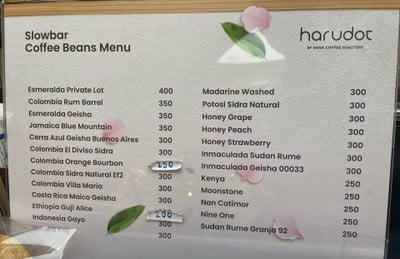 Slowbar
Coffee Beans Menu
harudot
BY NANA COFFEE ROASTERS
Esmeralda Private Lot 400
Colombia Rum Barrel 350
Esmeralda Geisha 350
Jamaica Blue Mountain 350
Cerra Azul Geisha Buenos Aires 300
Colombia El Diviso Sidra 300
Colombia Orange Bourbon 250
Colombia Sidra Natural Ef2 300
Colombia Villa Maria 300
Costa Rica Maica Geisha 300
Ethiopia Guji Alice 200
Indonesia Gayo 300
300
Madarine Washed 300
Potosi Sidra Natural 300
Honey Grape 300
Honey Peach 300
Honey Strawberry 300
Inmaculada Sudan Rume 300
Inmaculada Geisha 00033 300
Kenya 250
Moonstone 250
Nan Catimor 250
Nine One 250
Sudan Rume Granja 92 250